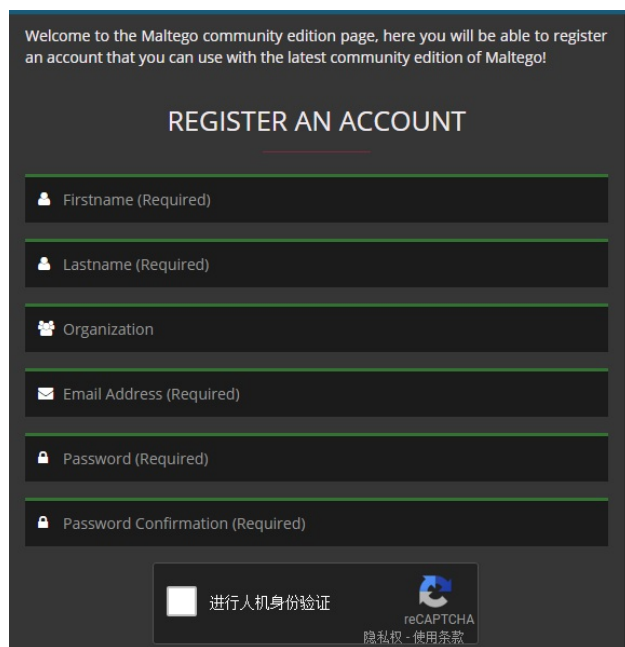 Welcome to the Maltego community edition page, here you will be able to register
an account that you can use with the latest community edition of Maltego!
REGISTER AN ACCOUNT
Firstname (Required)
Lastname (Required)
Organization
Email Address (Required)
Password (Required)
Password Confirmation (Required)
进行人机身份验证
reCAPTCHA
隐私权 - 使用条款